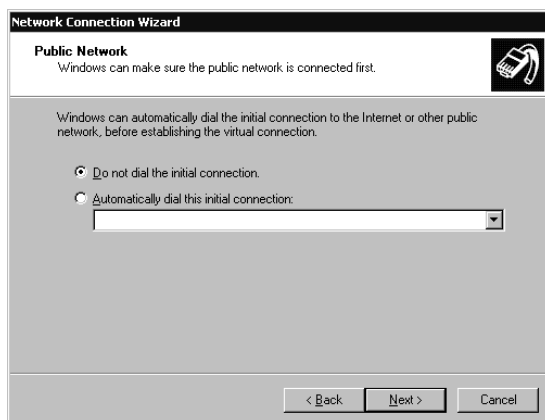 Network Connection Wizard
Public Network
Windows can make sure the public network is connected first.
Windows can automatically dial the initial connection to the Internet or other public
network, before establishing the virtual connection.
Do not dial the initial connection.
Automatically dial this initial connection:
< Back
Next >
Cancel